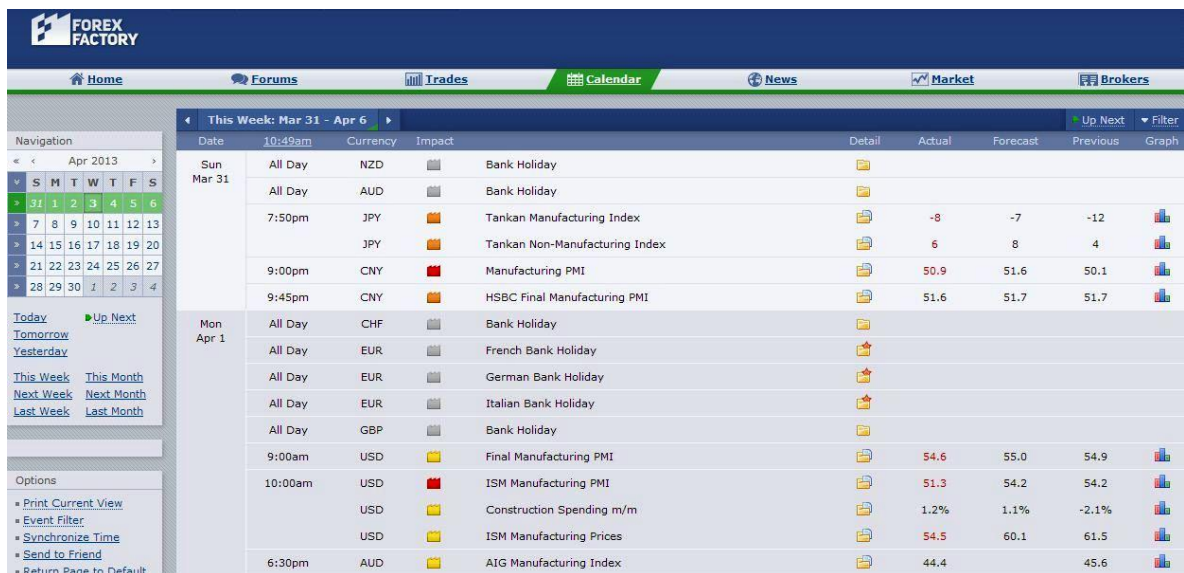 FOREX
FACTORY
Home Forums Trades Calendar News Market Brokers
This Week: Mar 31 - Apr 6 Up Next Filter
Date 10:49am Currency Impact Detail Actual Forecast Previous Graph
Navigation
« ‹ Apr 2013 ›
S M T W T F S
31 1 2 3 4 5 6
7 8 9 10 11 12 13
14 15 16 17 18 19 20
21 22 23 24 25 26 27
28 29 30 1 2 3 4
Today Up Next
Tomorrow
Yesterday
This Week This Month
Next Week Next Month
Last Week Last Month
Options
Print Current View
Event Filter
Synchronize Time
Send to Friend
Return Page to Default
Sun All Day NZD Bank Holiday
Mar 31
All Day AUD Bank Holiday
7:50pm JPY Tankan Manufacturing Index -8 -7 -12
JPY Tankan Non-Manufacturing Index 6 8 4
9:00pm CNY Manufacturing PMI 50.9 51.6 50.1
9:45pm CNY HSBC Final Manufacturing PMI 51.6 51.7 51.7
Mon All Day CHF Bank Holiday
Apr 1
All Day EUR French Bank Holiday
All Day EUR German Bank Holiday
All Day EUR Italian Bank Holiday
All Day GBP Bank Holiday
9:00am USD Final Manufacturing PMI 54.6 55.0 54.9
10:00am USD ISM Manufacturing PMI 51.3 54.2 54.2
USD Construction Spending m/m 1.2% 1.1% -2.1%
USD ISM Manufacturing Prices 54.5 60.1 61.5
6:30pm AUD AIG Manufacturing Index 44.4 45.6